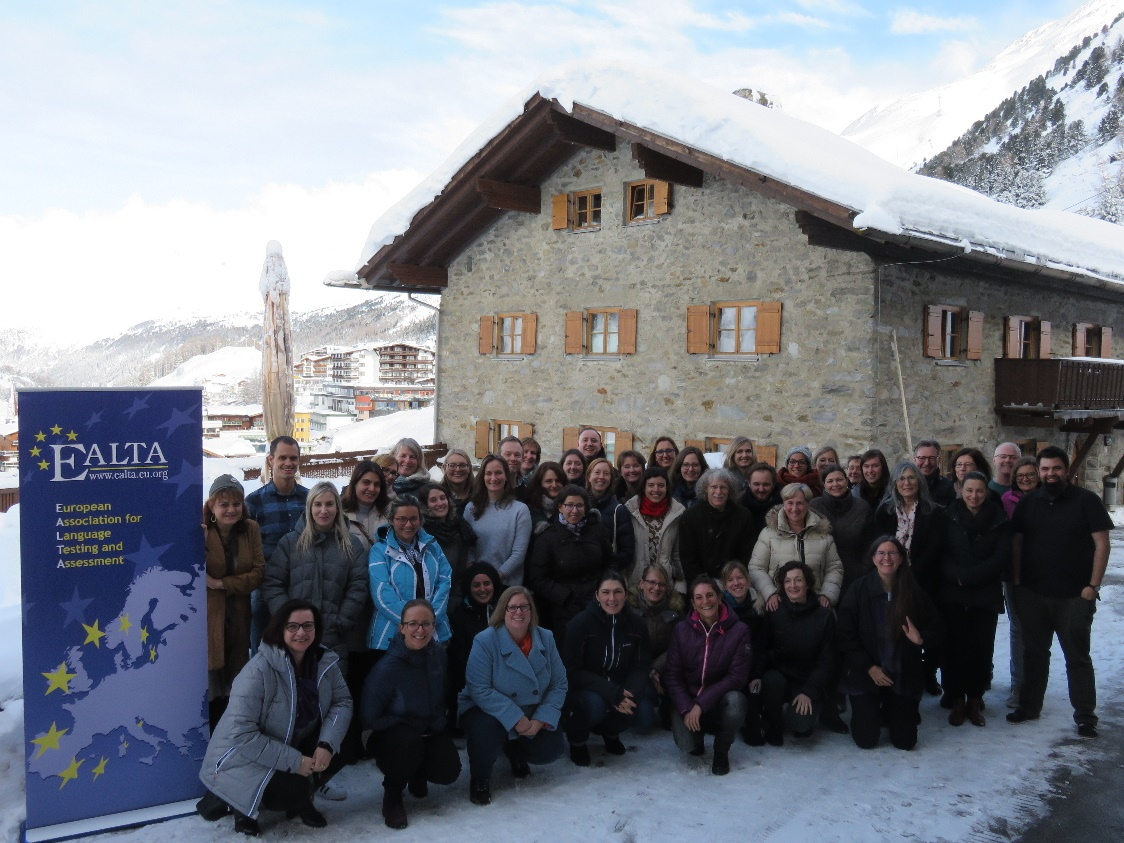 EALTA
www.ealta.eu.org
European
Association for
Language
Testing and
Assessment